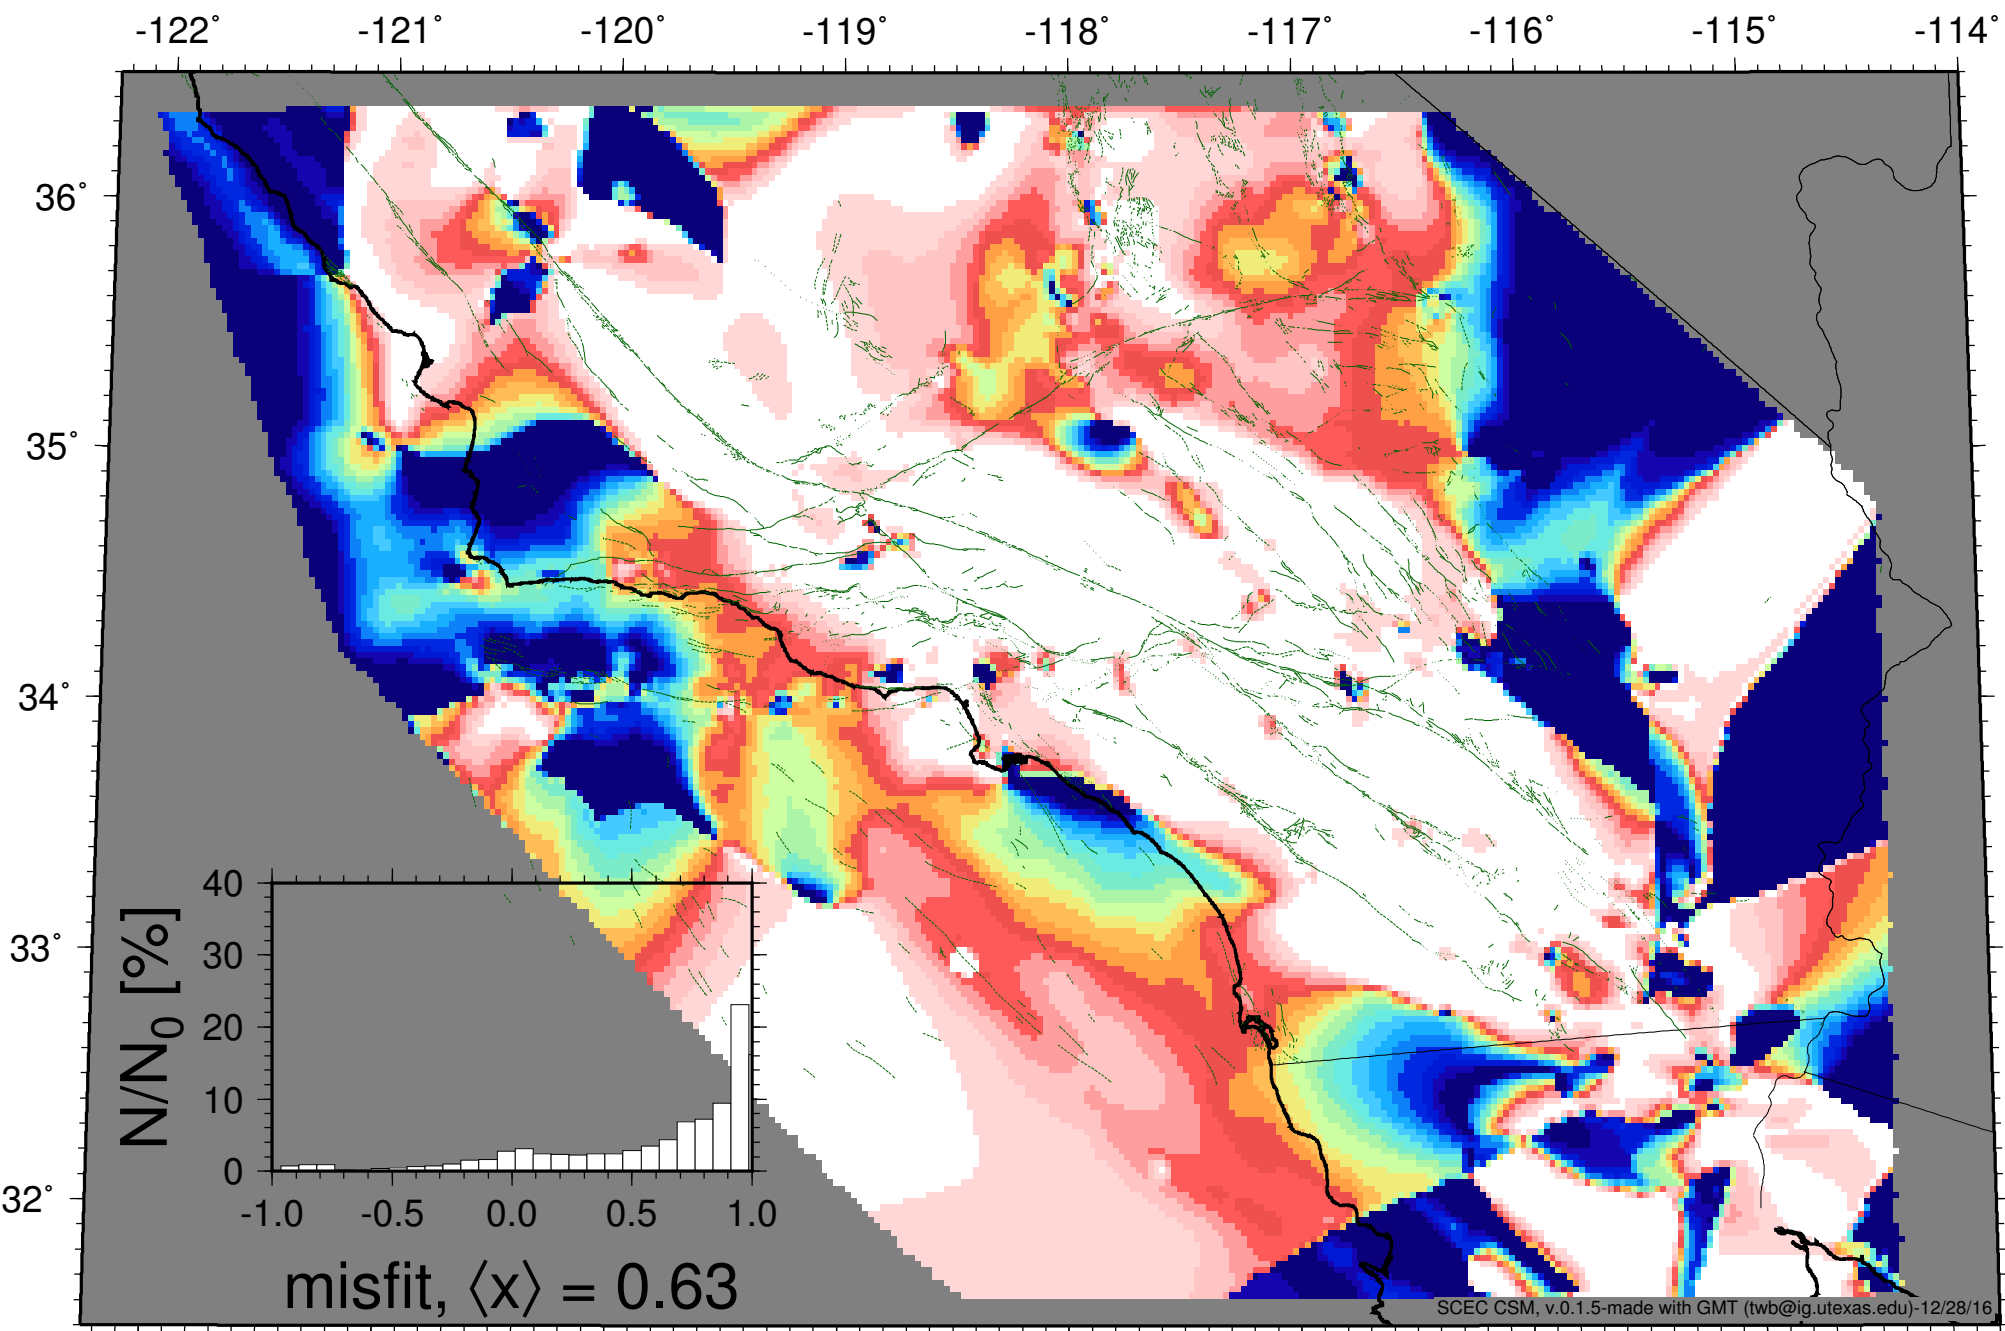 -122˚ -121˚ -120˚ -119˚ -118˚ -117˚ -116˚ -115˚ -114˚
36˚
35˚
34˚
33˚
32˚
40
30
20
10
0
N/N0 [%]
-1.0 -0.5 0.0 0.5 1.0
misfit, ⟨x⟩ = 0.63
SCEC CSM, v.0.1.5-made with GMT (twb@ig.utexas.edu)-12/28/16